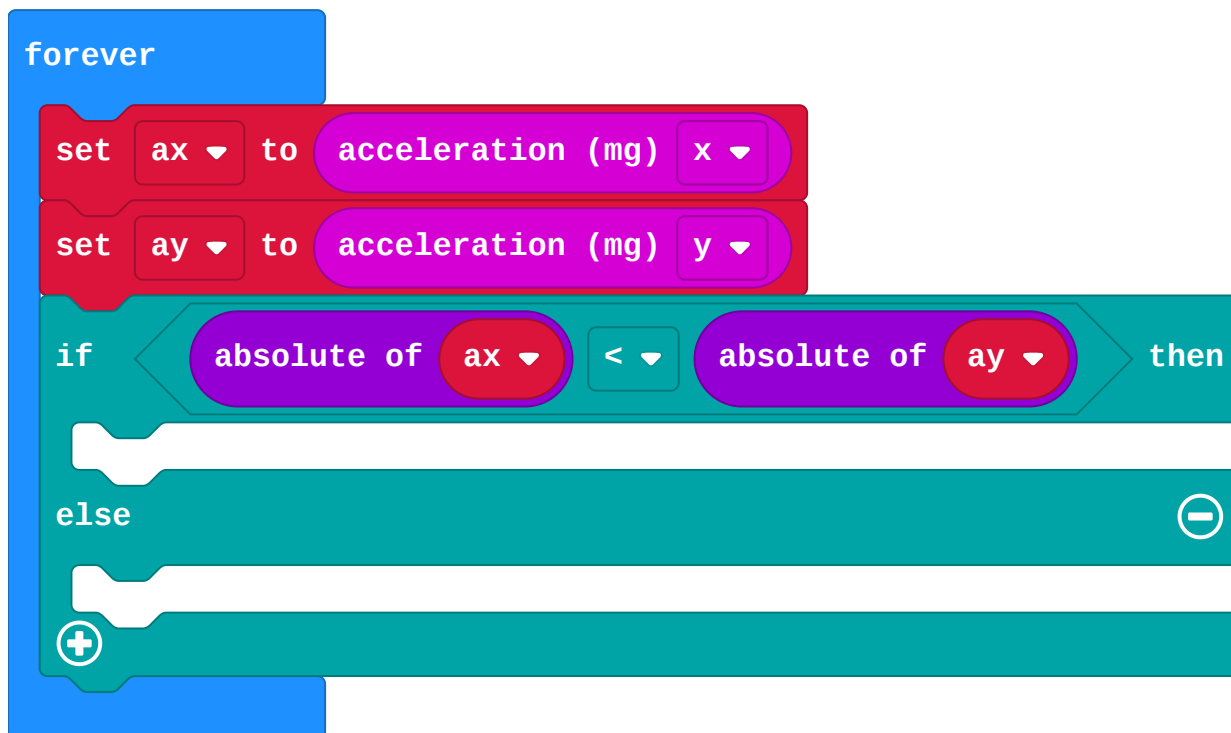 forever
set ax to acceleration (mg) x
set ay to acceleration (mg) y
if absolute of ax < absolute of ay then
else